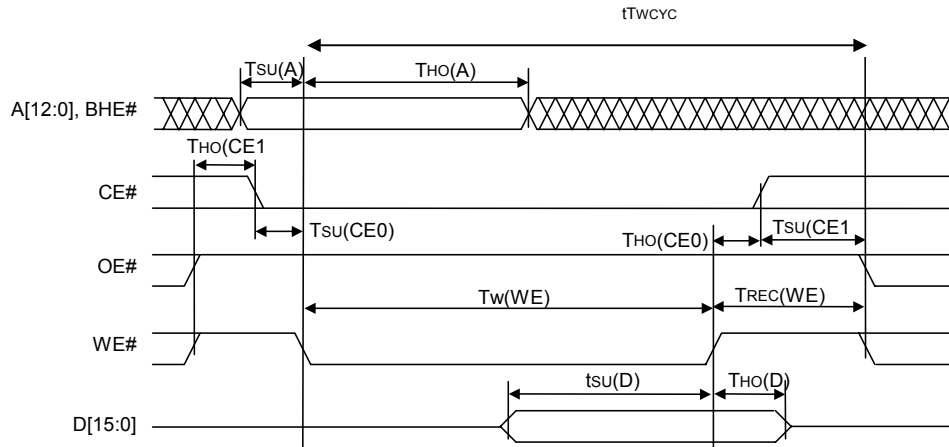 tTWCYC
TSU(A)
THO(A)
A[12:0], BHE#
THO(CE1
CE#
TSU(CE0)
THO(CE0)
TSU(CE1
OE#
Tw(WE)
TREC(WE)
WE#
tsu(D)
THO(D)
D[15:0]